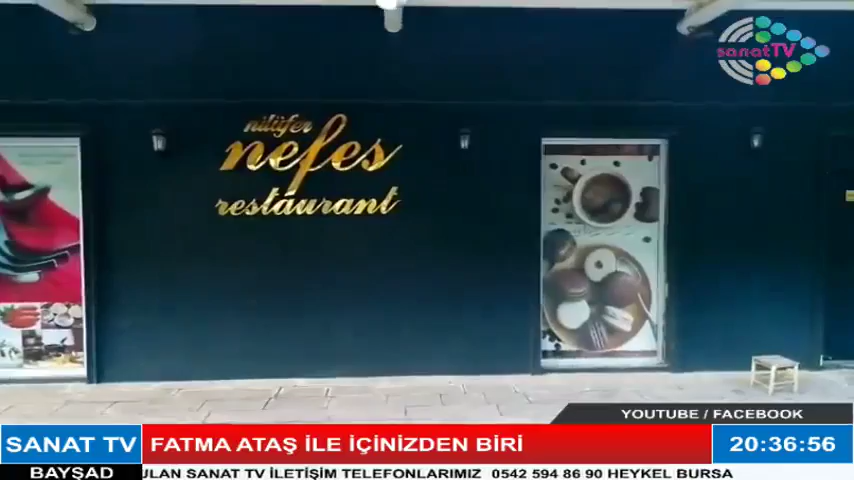 sanatTV
nilüfer
nefes
restaurant
YOUTUBE / FACEBOOK
SANAT TV
FATMA ATAŞ İLE İÇİNİZDEN BİRİ
20:36:56
BAYŞAD
ULAN SANAT TV İLETİŞİM TELEFONLARIMIZ 0542 594 86 90 HEYKEL BURSA